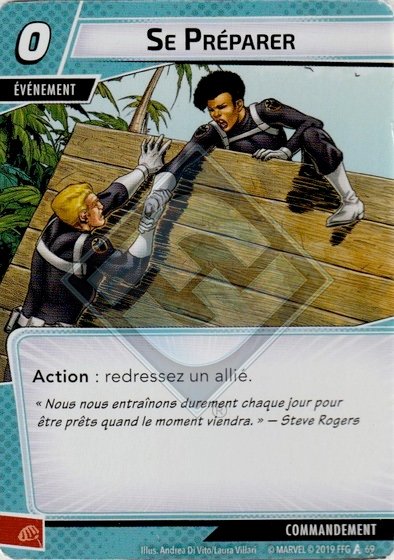 0
SE PRÉPARER
ÉVÉNEMENT
Action : redressez un allié.
« Nous nous entraînons durement chaque jour pour
être prêts quand le moment viendra. » – Steve Rogers
COMMANDEMENT
Illus. Andrea Di Vito/Laura Villari © MARVEL © 2019 FFG A 69